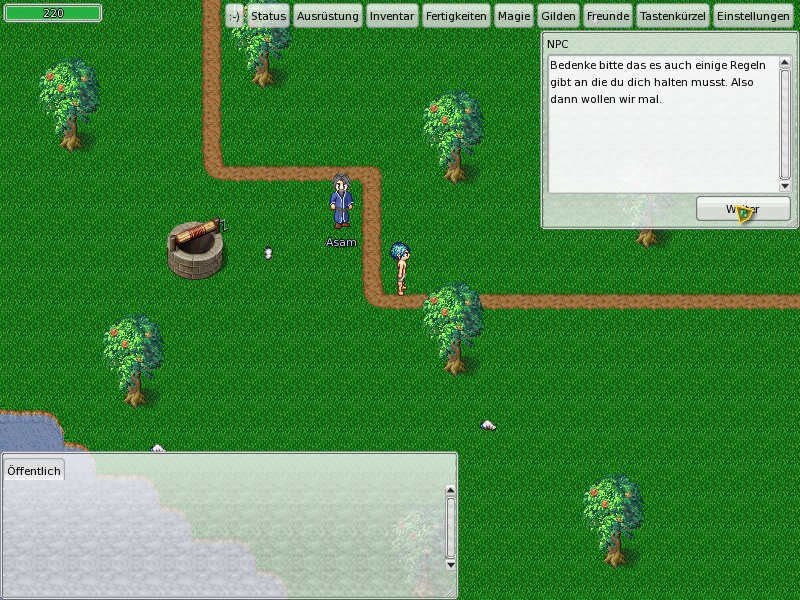 220
:-) Status Ausrüstung Inventar Fertigkeiten Magie Gilden Freunde Tastenkürzel Einstellungen
NPC
Bedenke bitte das es auch einige Regeln
gibt an die du dich halten musst. Also
dann wollen wir mal.
Weiter
Asam
Öffentlich